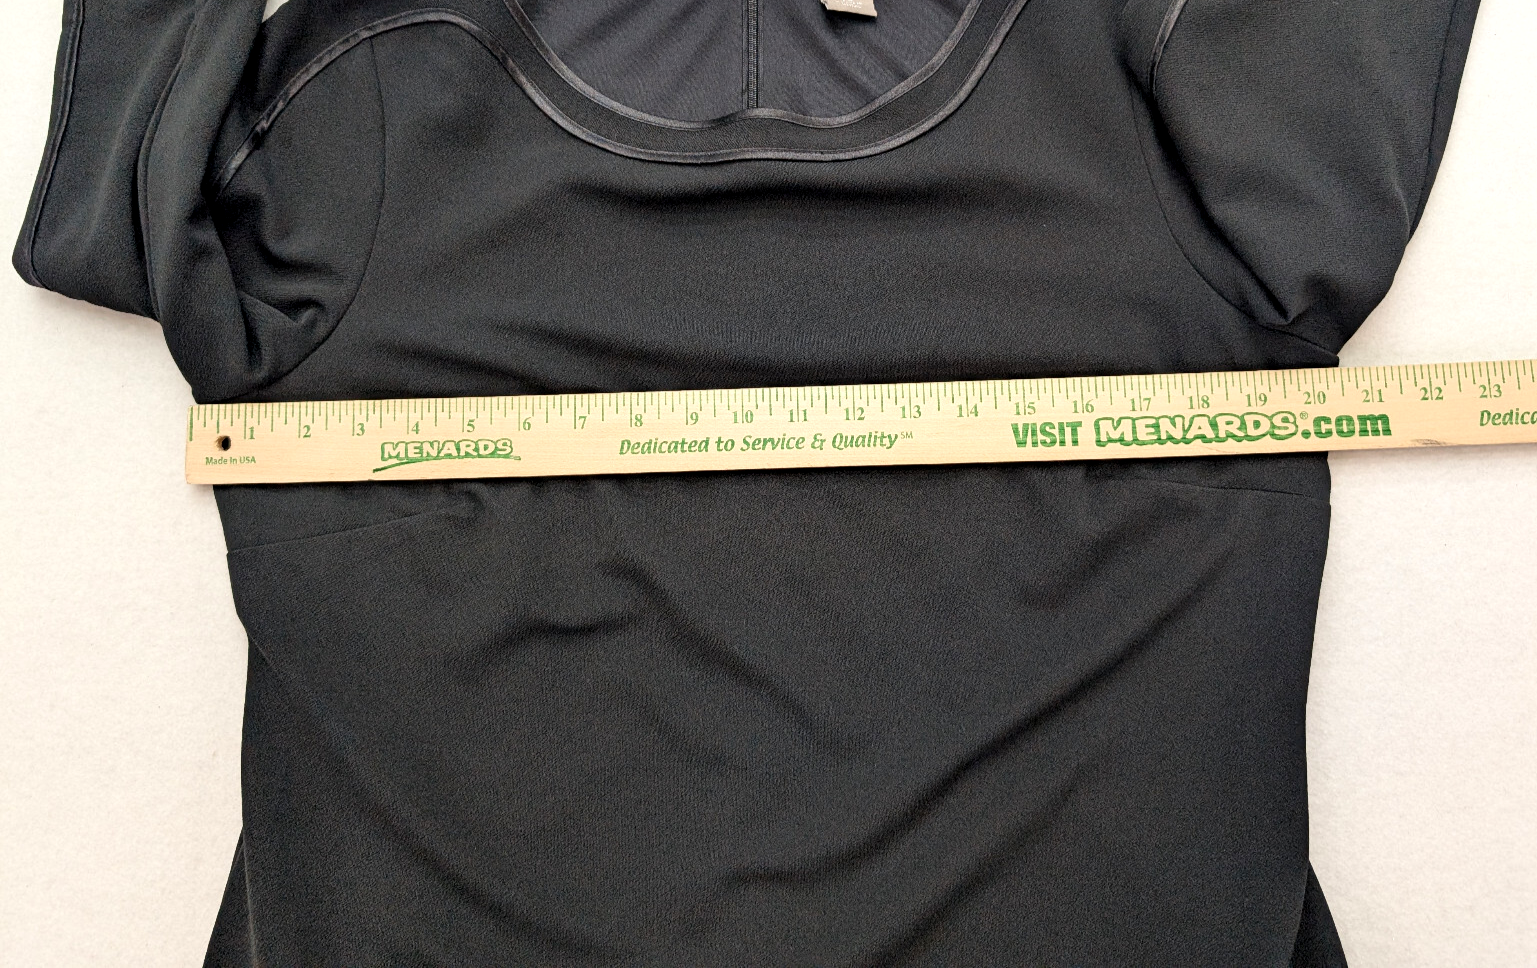 1 2 3 4 5 6 7 8 9 10 11 12 13 14 15 16 17 18 19 20 21 22 23
Made in USA
MENARDS
Dedicated to Service & Quality℠
VISIT MENARDS®.com